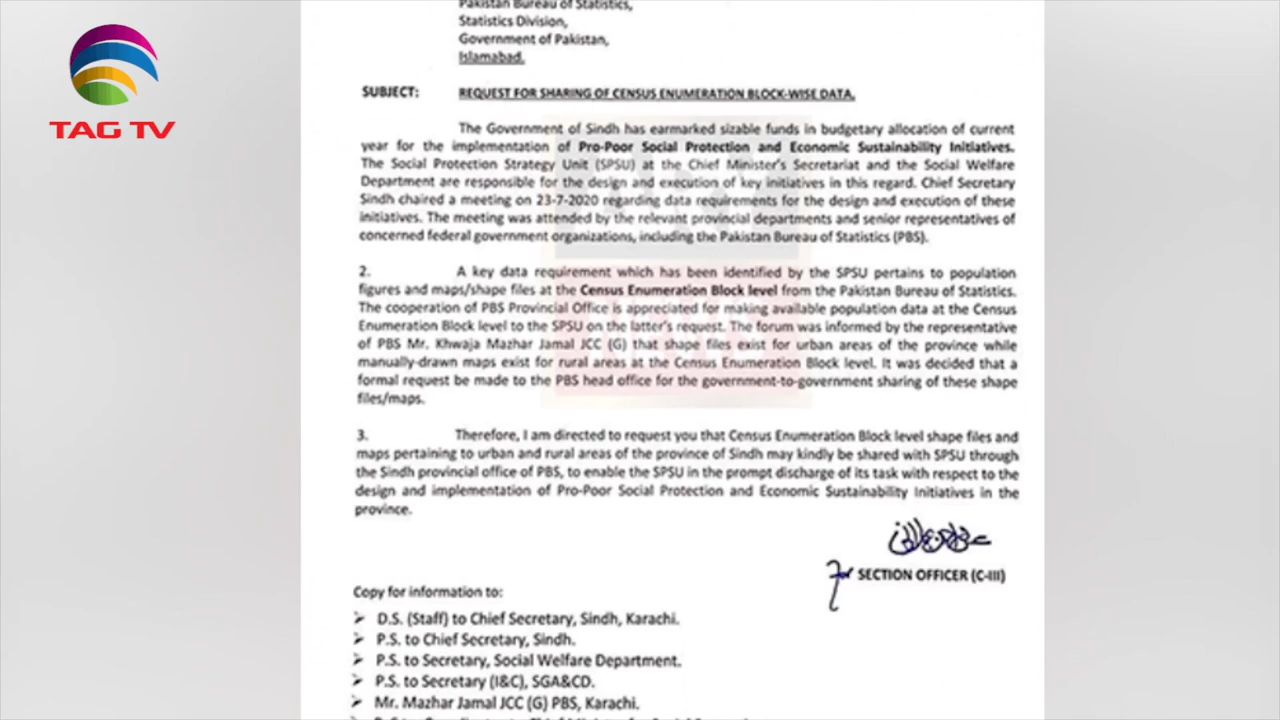 TAG TV
Pakistan Bureau of Statistics,
Statistics Division,
Government of Pakistan,
Islamabad.
SUBJECT: REQUEST FOR SHARING OF CENSUS ENUMERATION BLOCK-WISE DATA.
The Government of Sindh has earmarked sizable funds in budgetary allocation of current
year for the implementation of Pro-Poor Social Protection and Economic Sustainability Initiatives.
The Social Protection Strategy Unit (SPSU) at the Chief Minister's Secretariat and the Social Welfare
Department are responsible for the design and execution of key initiatives in this regard. Chief Secretary
Sindh chaired a meeting on 23-7-2020 regarding data requirements for the design and execution of these
initiatives. The meeting was attended by the relevant provincial departments and senior representatives of
concerned federal government organizations, including the Pakistan Bureau of Statistics (PBS).
2. A key data requirement which has been identified by the SPSU pertains to population
figures and maps/shape files at the Census Enumeration Block level from the Pakistan Bureau of Statistics.
The cooperation of PBS Provincial Office is appreciated for making available population data at the Census
Enumeration Block level to the SPSU on the latter's request. The forum was informed by the representative
of PBS Mr. Khwaja Mazhar Jamal JCC (G) that shape files exist for urban areas of the province while
manually-drawn maps exist for rural areas at the Census Enumeration Block level. It was decided that a
formal request be made to the PBS head office for the government-to-government sharing of these shape
files/maps.
3. Therefore, I am directed to request you that Census Enumeration Block level shape files and
maps pertaining to urban and rural areas of the province of Sindh may kindly be shared with SPSU through
the Sindh provincial office of PBS, to enable the SPSU in the prompt discharge of its task with respect to the
design and implementation of Pro-Poor Social Protection and Economic Sustainability Initiatives in the
province.
For SECTION OFFICER (C-III)
Copy for information to:
➢ D.S. (Staff) to Chief Secretary, Sindh, Karachi.
➢ P.S. to Chief Secretary, Sindh.
➢ P.S. to Secretary, Social Welfare Department.
➢ P.S. to Secretary (I&C), SGA&CD.
➢ Mr. Mazhar Jamal JCC (G) PBS, Karachi.